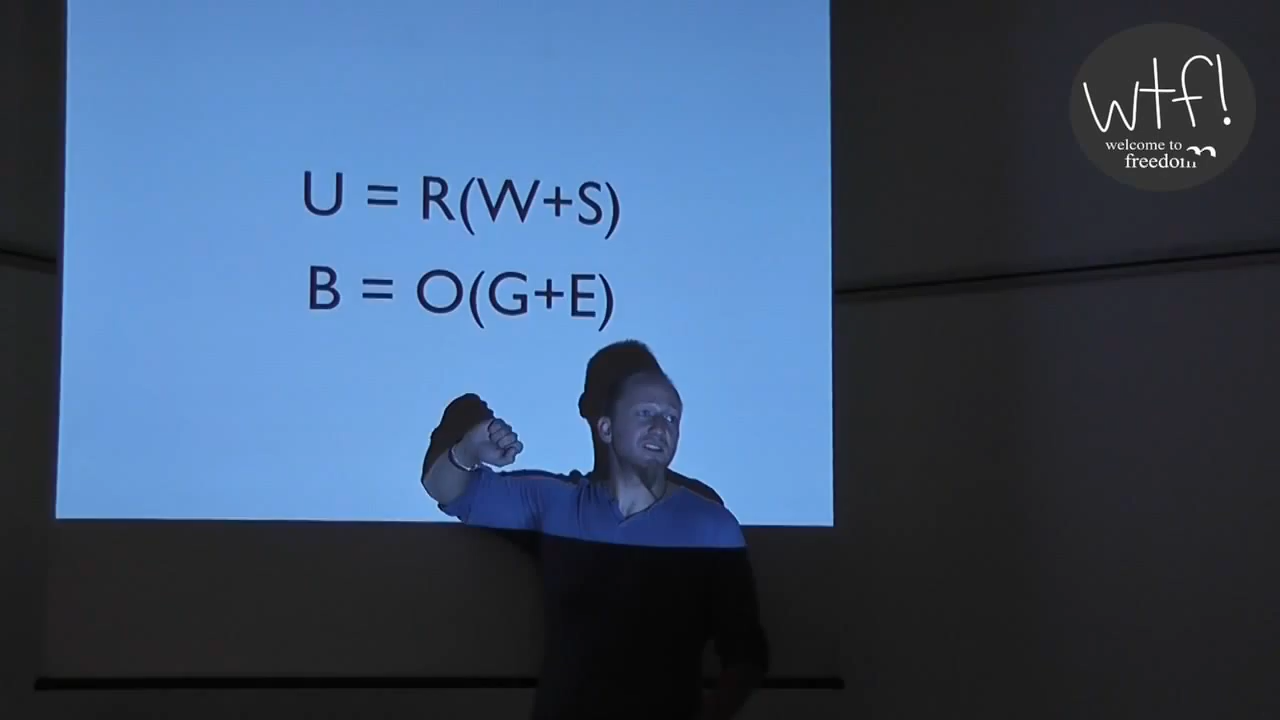 wtf!
welcome to
freedom
U = R(W+S)
B = O(G+E)